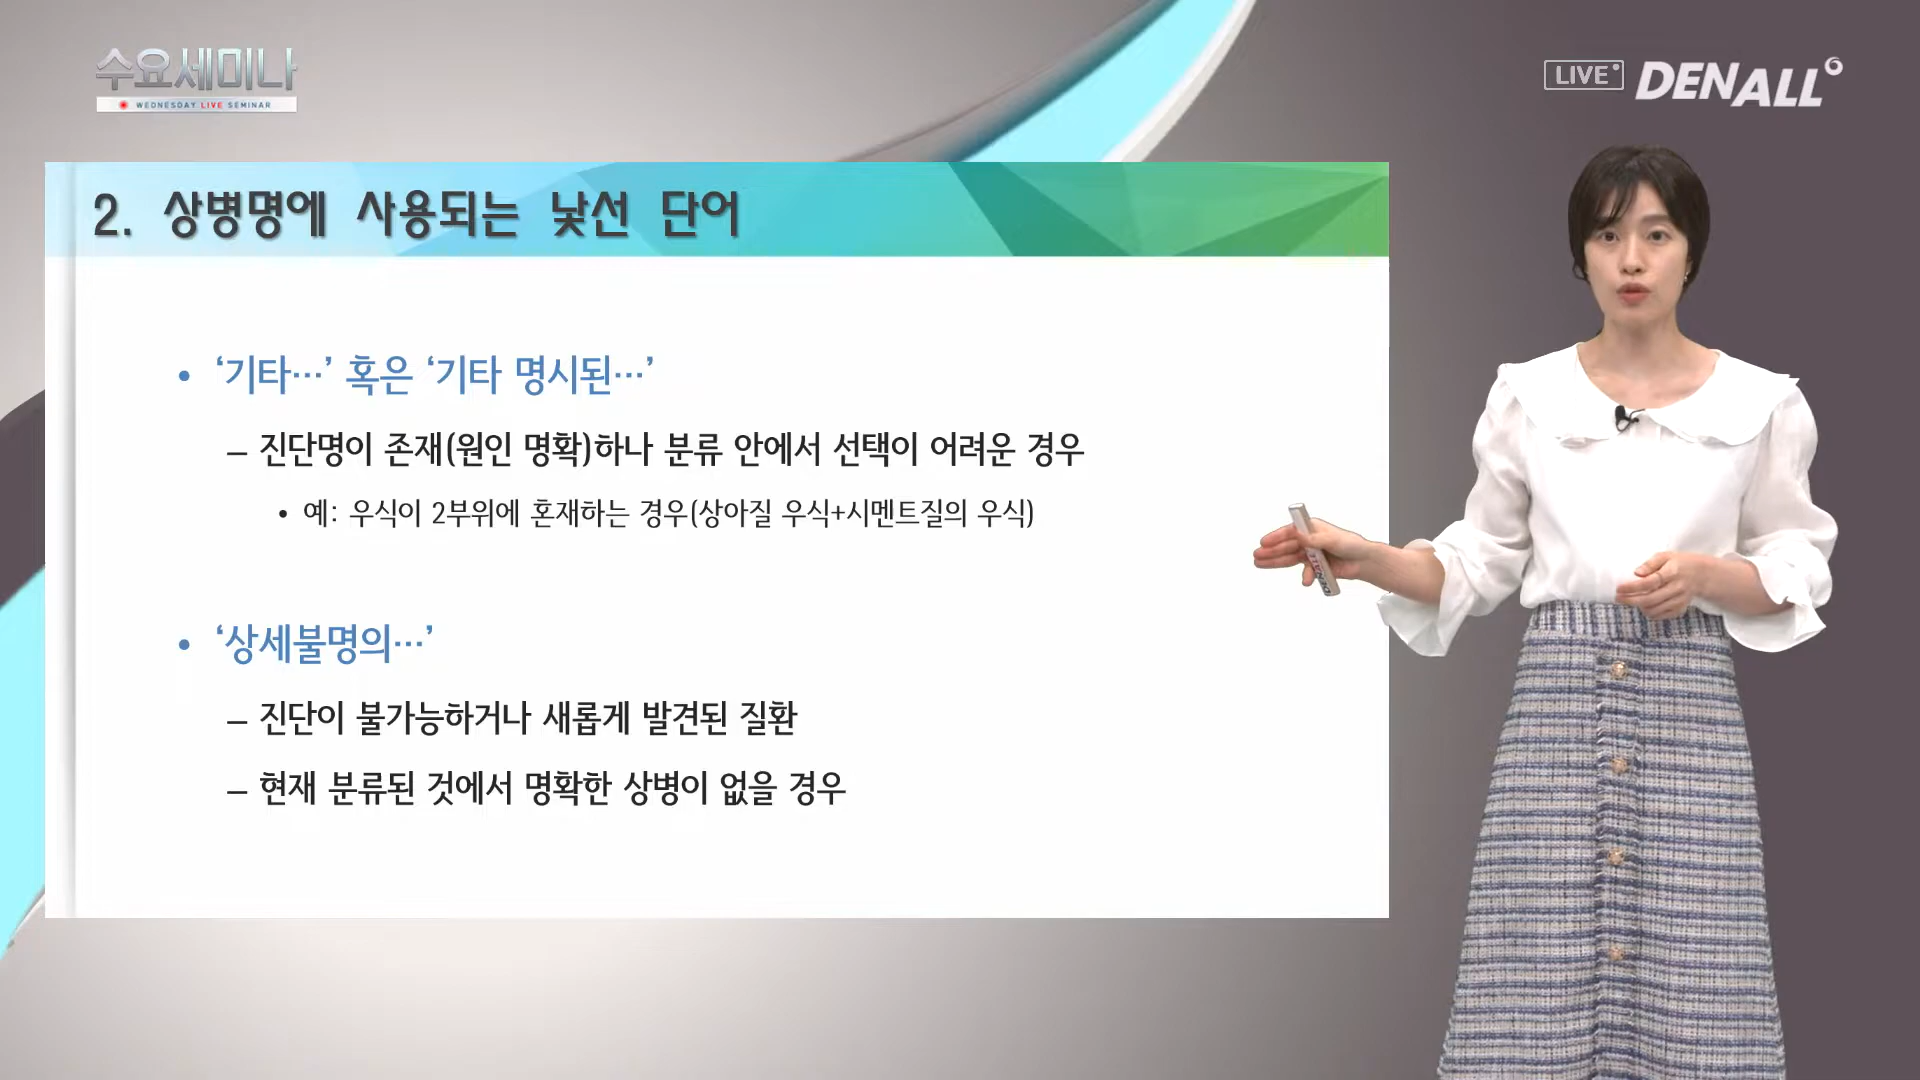 수요세미나
WEDNESDAY LIVE SEMINAR
LIVE
DENALL
2. 상병명에 사용되는 낯선 단어
• ‘기타…’ 혹은 ‘기타 명시된…’
– 진단명이 존재(원인 명확)하나 분류 안에서 선택이 어려운 경우
• 예: 우식이 2부위에 혼재하는 경우(상아질 우식+시멘트질의 우식)
• ‘상세불명의…’
– 진단이 불가능하거나 새롭게 발견된 질환
– 현재 분류된 것에서 명확한 상병이 없을 경우